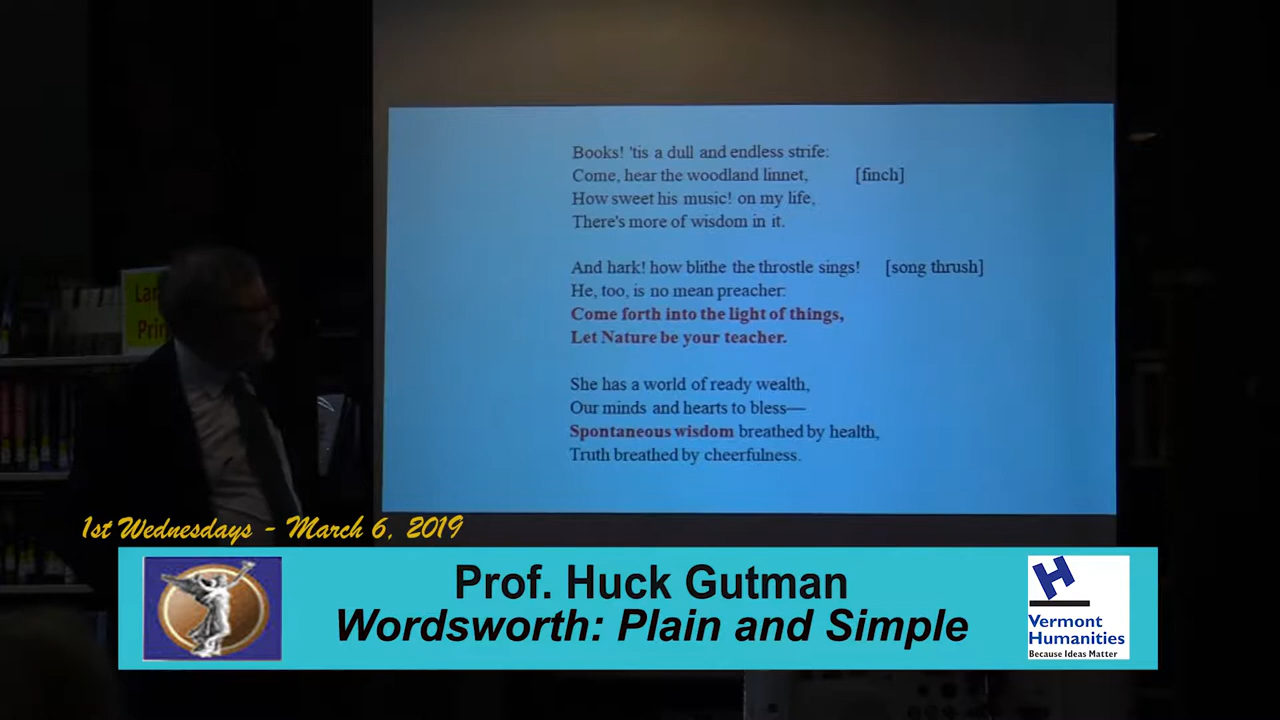 Books! 'tis a dull and endless strife:
Come, hear the woodland linnet, [finch]
How sweet his music! on my life,
There's more of wisdom in it.
And hark! how blithe the throstle sings! [song thrush]
He, too, is no mean preacher:
Come forth into the light of things,
Let Nature be your teacher.
She has a world of ready wealth,
Our minds and hearts to bless—
Spontaneous wisdom breathed by health,
Truth breathed by cheerfulness.
Lar
Prin
1st Wednesdays - March 6, 2019
Prof. Huck Gutman
Wordsworth: Plain and Simple
H
Vermont
Humanities
Because Ideas Matter